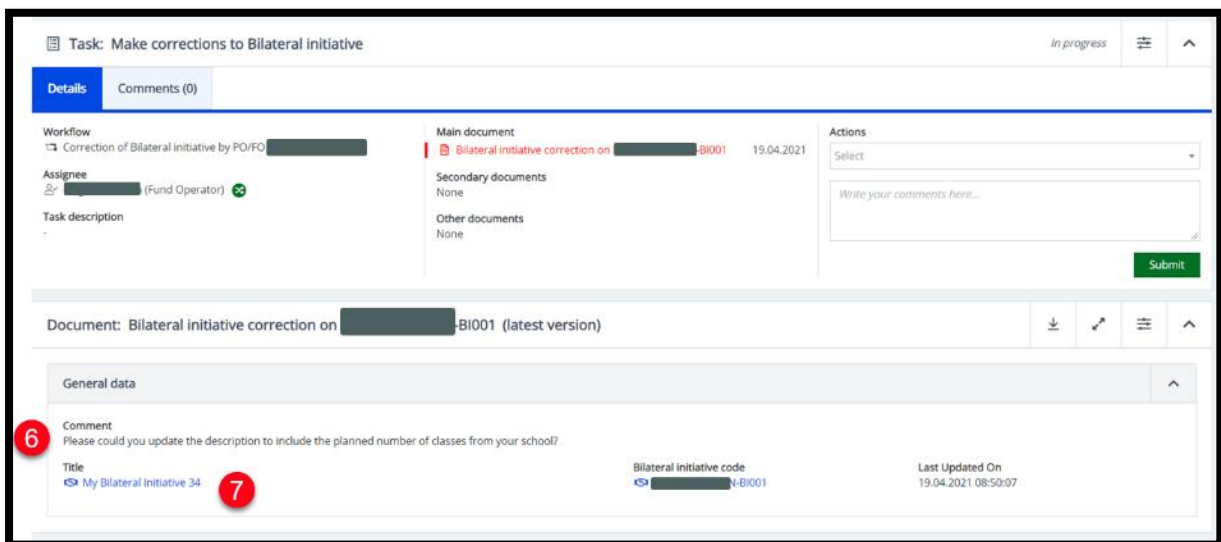 Task: Make corrections to Bilateral initiative
In progress
Details
Comments (0)
Workflow
Correction of Bilateral initiative by PO/FO
Assignee
(Fund Operator)
Task description
-
Main document
Bilateral initiative correction on -BI001 19.04.2021
Secondary documents
None
Other documents
None
Actions
Select
Write your comments here...
Submit
Document: Bilateral initiative correction on -BI001 (latest version)
General data
6
Comment
Please could you update the description to include the planned number of classes from your school?
Title
My Bilateral Initiative 34
7
Bilateral initiative code
N-BI001
Last Updated On
19.04.2021 08:50:07